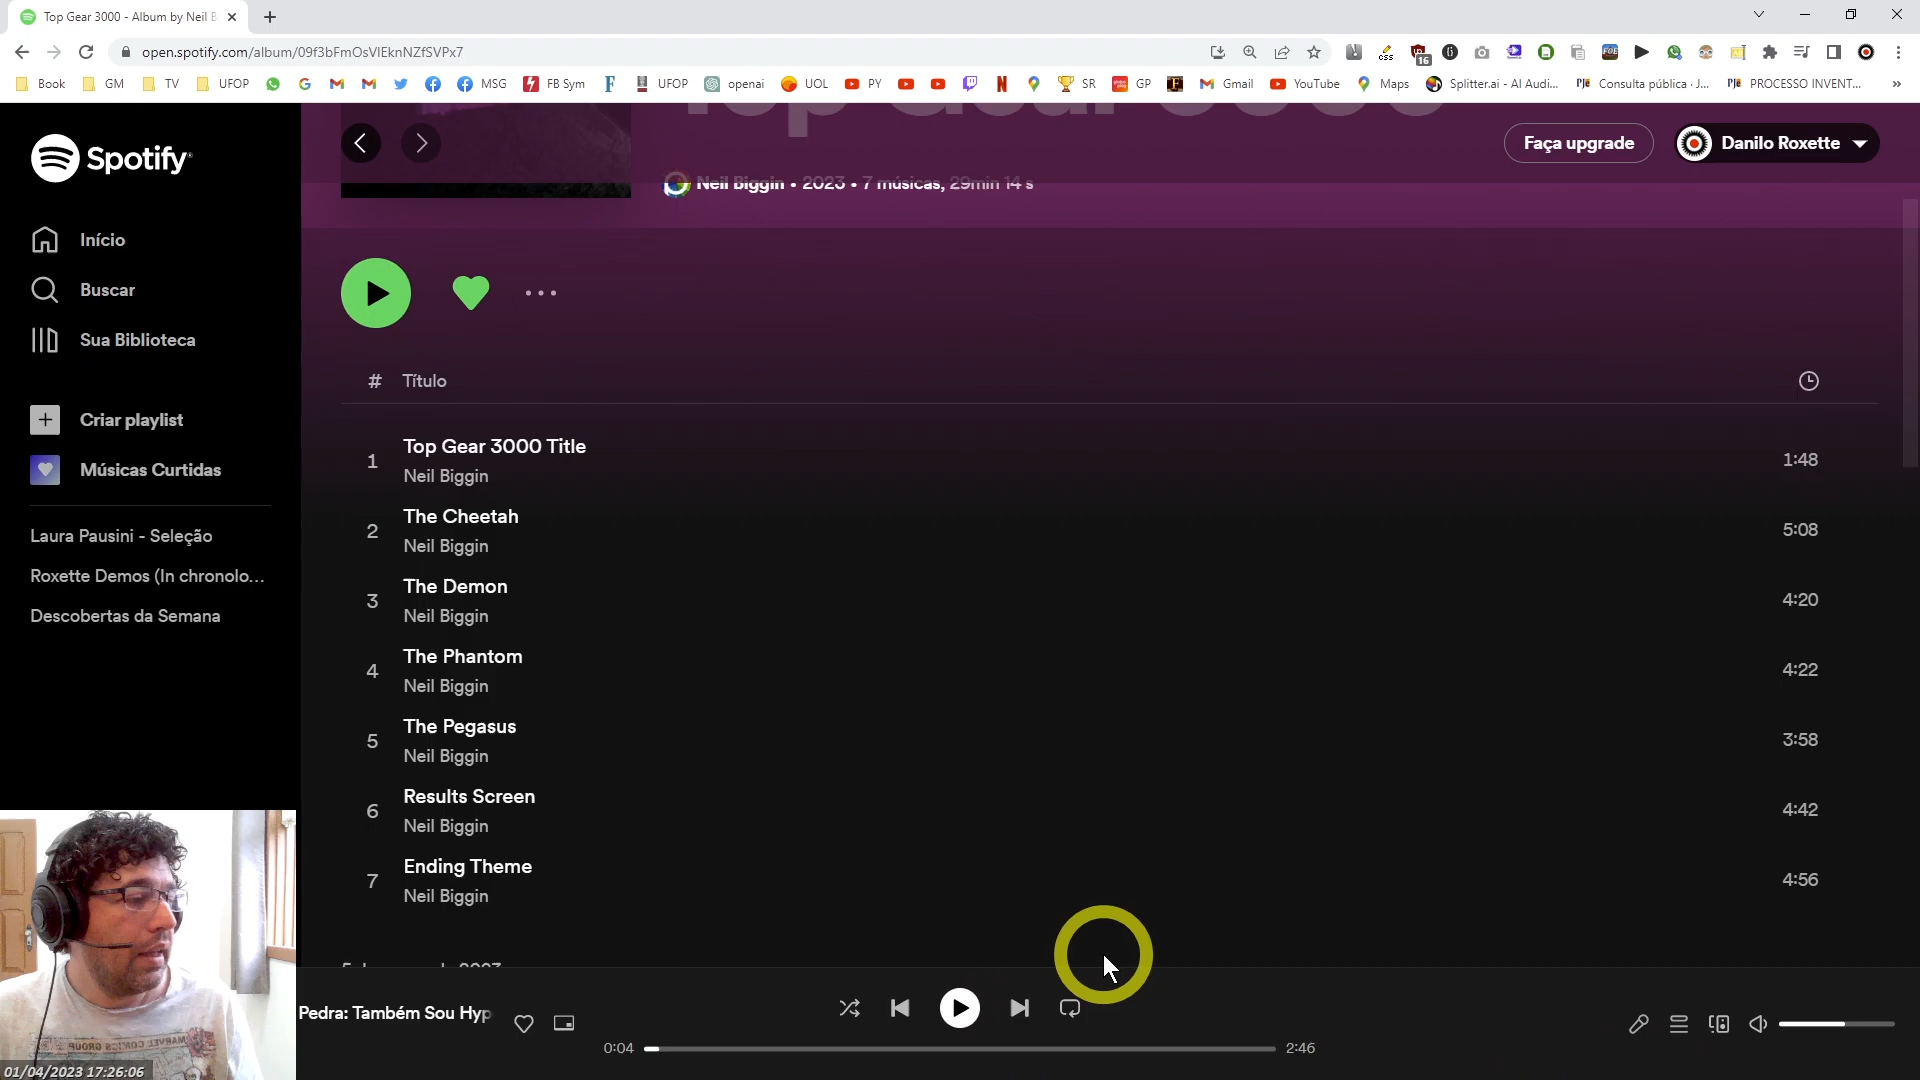 Top Gear 3000 - Album by Neil B
open.spotify.com/album/09f3bFmOsVlEknNZfSVPx7
16
Book GM TV UFOP MSG FB Sym UFOP openai UOL PY SR GP Gmail YouTube Maps Splitter.ai - AI Audi... Consulta pública · J... PROCESSO INVENT...
Spotify
Top Gear 3000
Faça upgrade
Danilo Roxette
Neil Biggin • 2023 • 7 músicas, 29min 14 s
Início
Buscar
Sua Biblioteca
Criar playlist
Músicas Curtidas
Laura Pausini - Seleção
Roxette Demos (In chronolo...
Descobertas da Semana
# Título
1 Top Gear 3000 Title 1:48
Neil Biggin
2 The Cheetah 5:08
Neil Biggin
3 The Demon 4:20
Neil Biggin
4 The Phantom 4:22
Neil Biggin
5 The Pegasus 3:58
Neil Biggin
6 Results Screen 4:42
Neil Biggin
7 Ending Theme 4:56
Neil Biggin
Pedra: Também Sou Hyp
0:04 2:46
01/04/2023 17:26:06